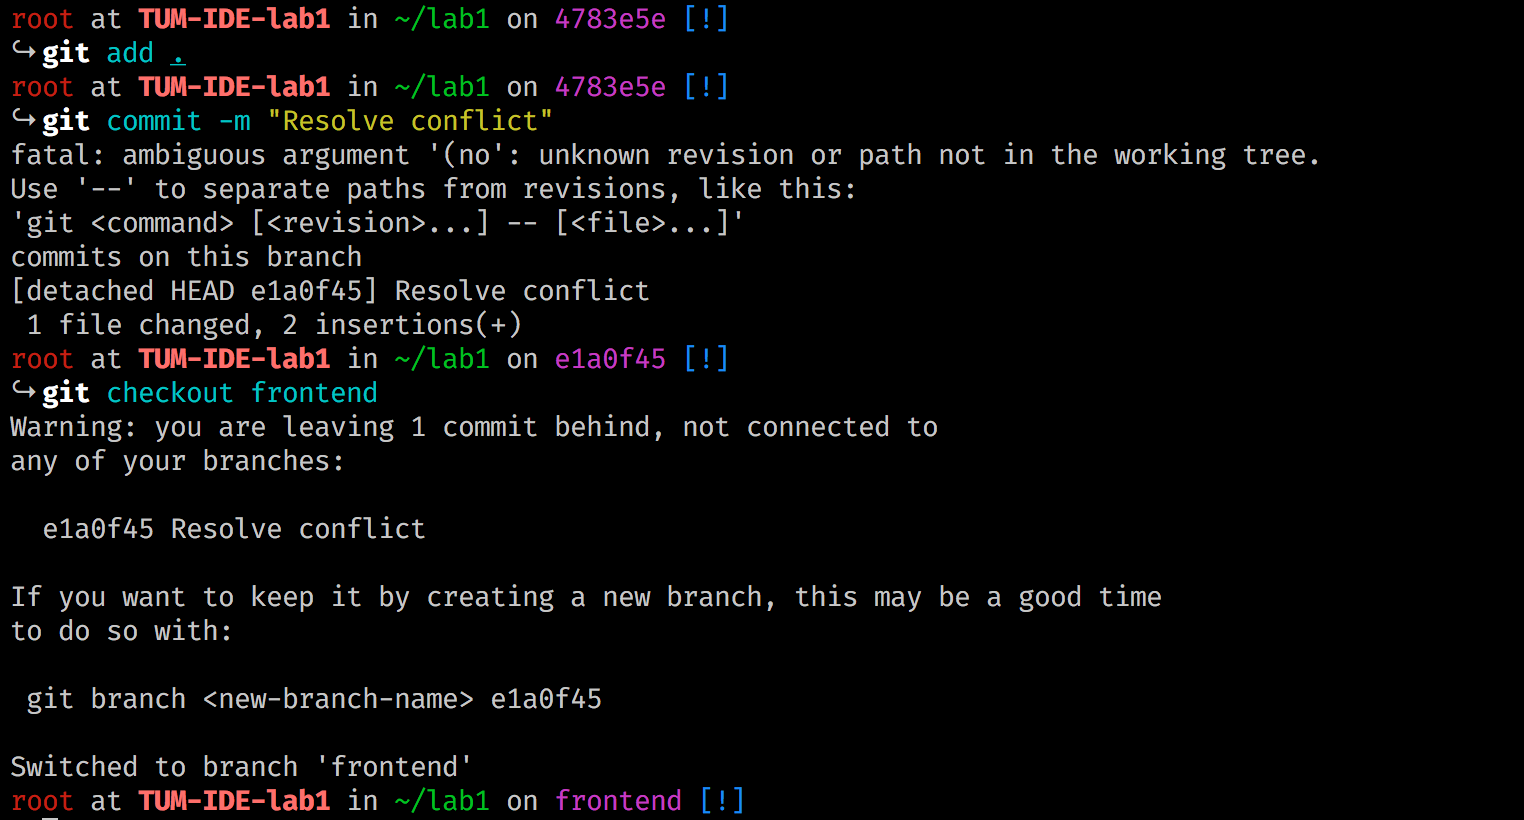 root at TUM-IDE-lab1 in ~/lab1 on 4783e5e [!]
↪git add .
root at TUM-IDE-lab1 in ~/lab1 on 4783e5e [!]
↪git commit -m "Resolve conflict"
fatal: ambiguous argument '(no': unknown revision or path not in the working tree.
Use '--' to separate paths from revisions, like this:
'git <command> [<revision>...] -- [<file>...]'
commits on this branch
[detached HEAD e1a0f45] Resolve conflict
 1 file changed, 2 insertions(+)
root at TUM-IDE-lab1 in ~/lab1 on e1a0f45 [!]
↪git checkout frontend
Warning: you are leaving 1 commit behind, not connected to
any of your branches:

  e1a0f45 Resolve conflict

If you want to keep it by creating a new branch, this may be a good time
to do so with:

 git branch <new-branch-name> e1a0f45

Switched to branch 'frontend'
root at TUM-IDE-lab1 in ~/lab1 on frontend [!]